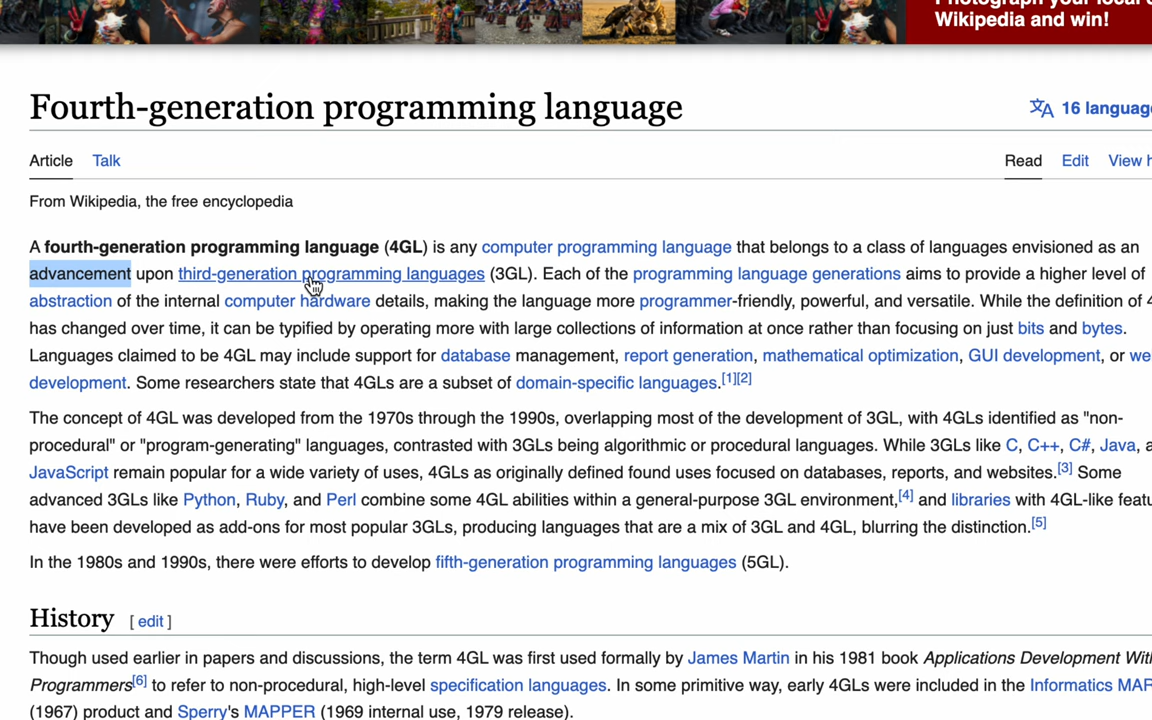 Wikipedia and win!
Fourth-generation programming language
16 languag
Article Talk
Read Edit View h
From Wikipedia, the free encyclopedia
A fourth-generation programming language (4GL) is any computer programming language that belongs to a class of languages envisioned as an
advancement upon third-generation programming languages (3GL). Each of the programming language generations aims to provide a higher level of
abstraction of the internal computer hardware details, making the language more programmer-friendly, powerful, and versatile. While the definition of 4
has changed over time, it can be typified by operating more with large collections of information at once rather than focusing on just bits and bytes.
Languages claimed to be 4GL may include support for database management, report generation, mathematical optimization, GUI development, or we
development. Some researchers state that 4GLs are a subset of domain-specific languages.[1][2]
The concept of 4GL was developed from the 1970s through the 1990s, overlapping most of the development of 3GL, with 4GLs identified as "non-
procedural" or "program-generating" languages, contrasted with 3GLs being algorithmic or procedural languages. While 3GLs like C, C++, C#, Java, a
JavaScript remain popular for a wide variety of uses, 4GLs as originally defined found uses focused on databases, reports, and websites.[3] Some
advanced 3GLs like Python, Ruby, and Perl combine some 4GL abilities within a general-purpose 3GL environment,[4] and libraries with 4GL-like featu
have been developed as add-ons for most popular 3GLs, producing languages that are a mix of 3GL and 4GL, blurring the distinction.[5]
In the 1980s and 1990s, there were efforts to develop fifth-generation programming languages (5GL).
History [ edit ]
Though used earlier in papers and discussions, the term 4GL was first used formally by James Martin in his 1981 book Applications Development Wit
Programmers[6] to refer to non-procedural, high-level specification languages. In some primitive way, early 4GLs were included in the Informatics MAR
(1967) product and Sperry's MAPPER (1969 internal use, 1979 release).